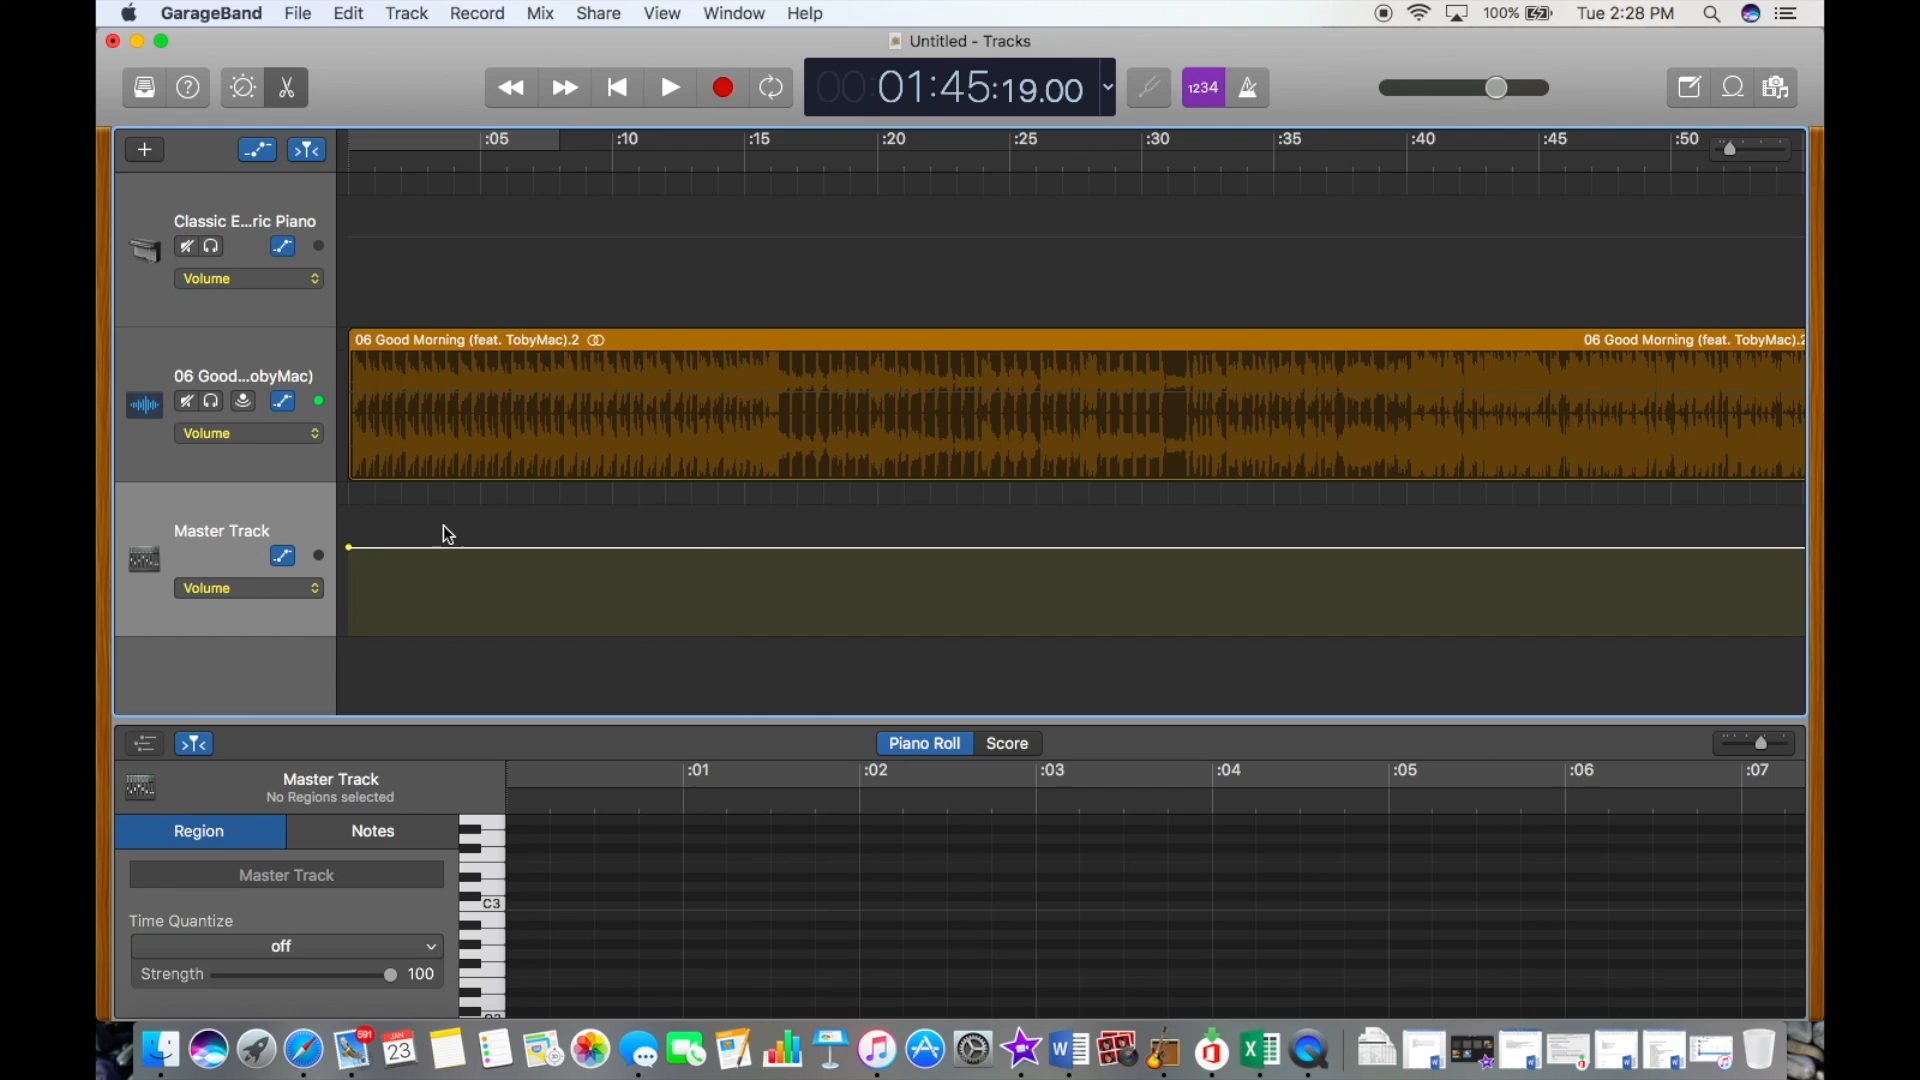 GarageBand File Edit Track Record Mix Share View Window Help 100% Tue 2:28 PM
Untitled - Tracks
00 01:45:19.00 1234
:05 :10 :15 :20 :25 :30 :35 :40 :45 :50
Classic E...ric Piano
Volume
06 Good Morning (feat. TobyMac).2 06 Good Morning (feat. TobyMac).2
06 Good...obyMac)
Volume
Master Track
Volume
Piano Roll Score
:01 :02 :03 :04 :05 :06 :07
Master Track
No Regions selected
Region Notes
Master Track
C3
Time Quantize
off
Strength 100
591
JAN
23